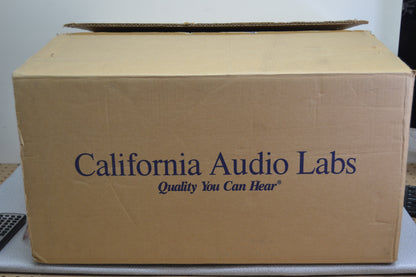 California Audio Labs
Quality You Can Hear®